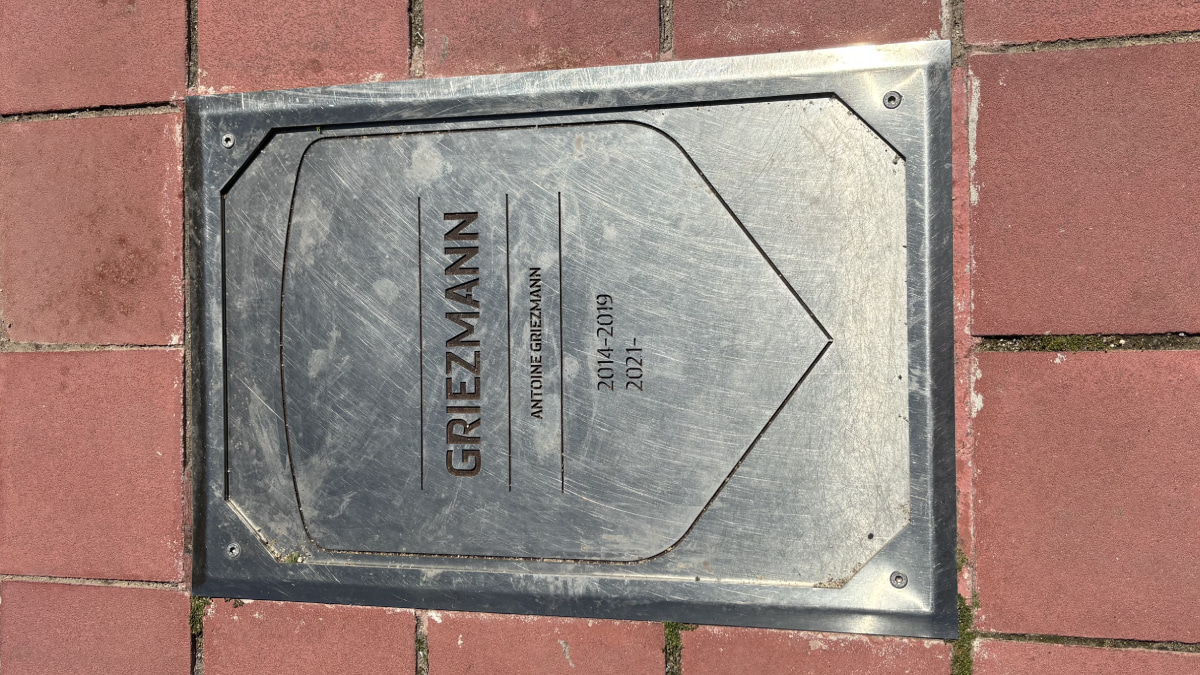 GRIEZMANN
ANTOINE GRIEZMANN
2014-2019
2021-